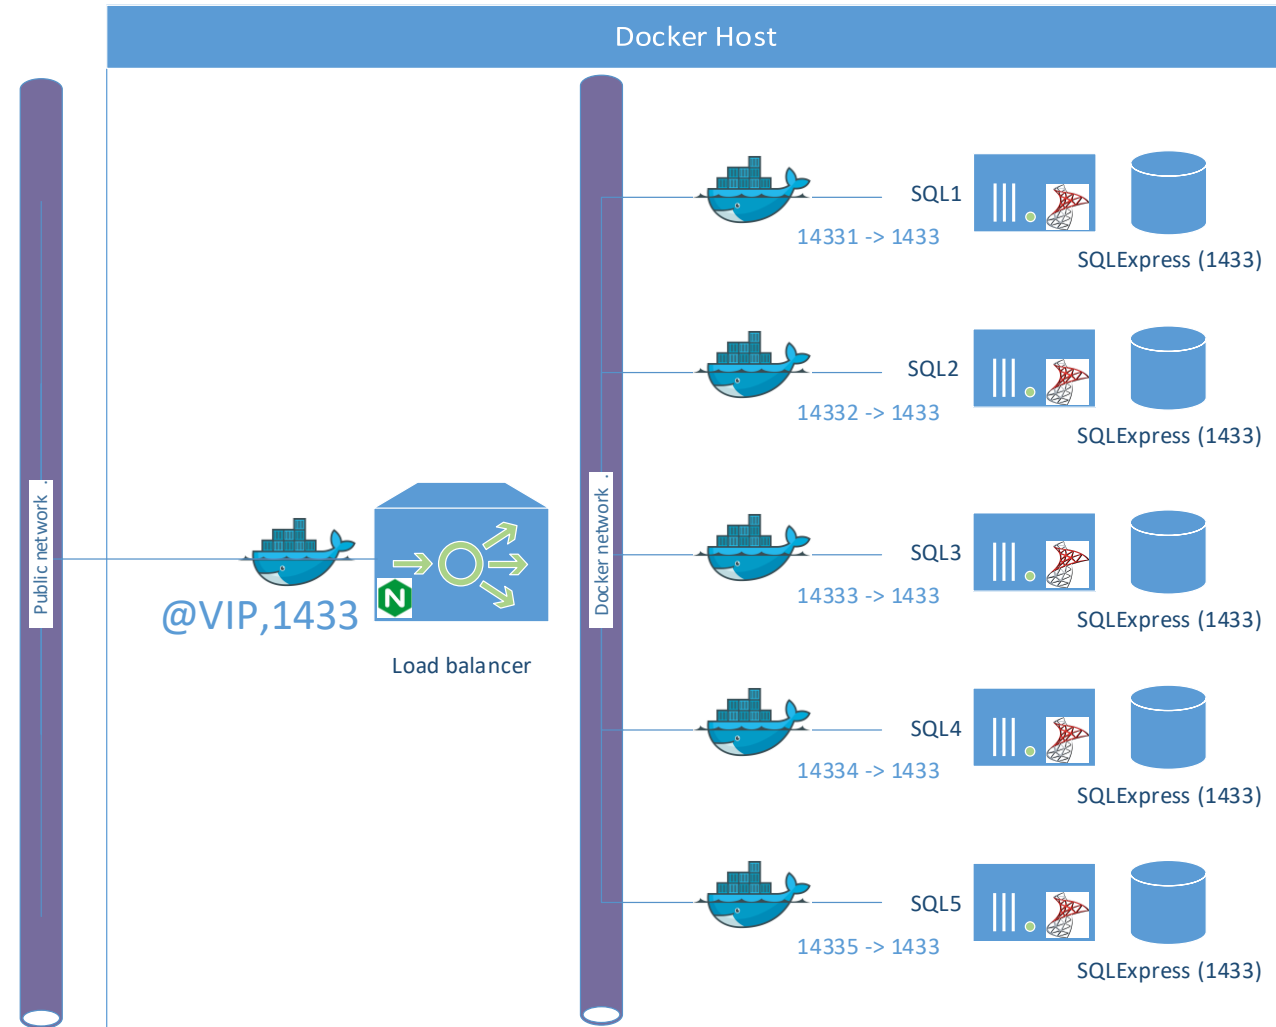 Docker Host
Public network .
@VIP,1433
N
Load balancer
Docker network .
SQL1
14331 -> 1433
SQLExpress (1433)
SQL2
14332 -> 1433
SQLExpress (1433)
SQL3
14333 -> 1433
SQLExpress (1433)
SQL4
14334 -> 1433
SQLExpress (1433)
SQL5
14335 -> 1433
SQLExpress (1433)